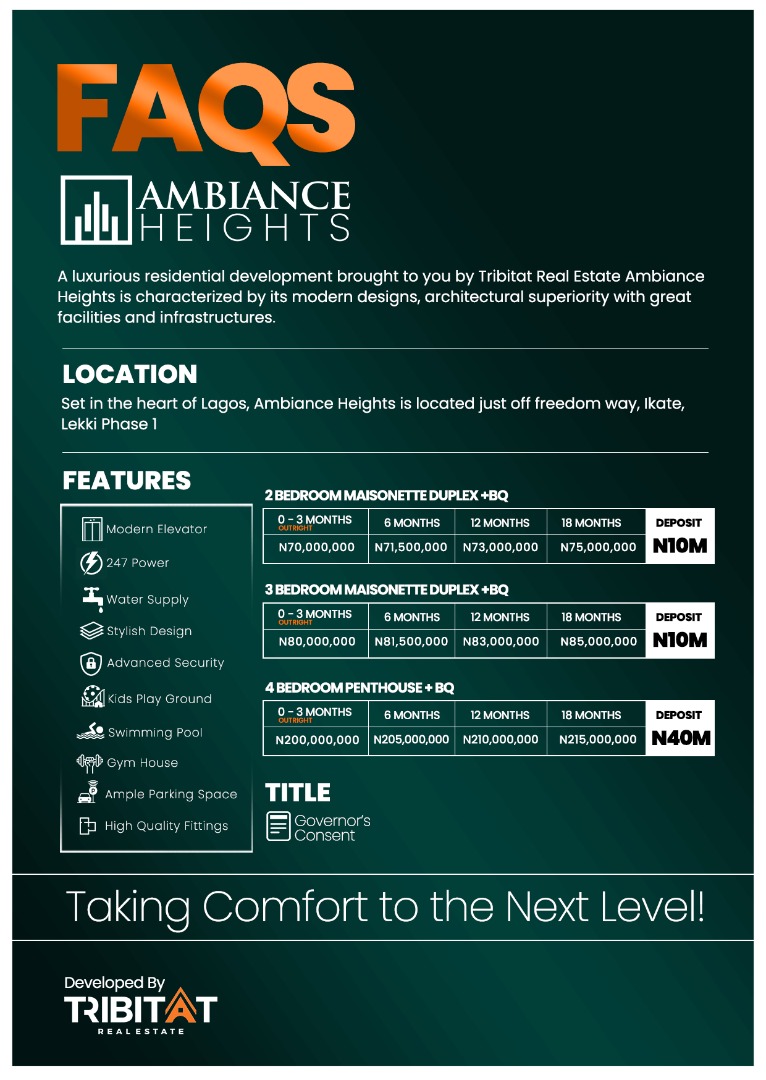 FAQS
AMBIANCE
HEIGHTS
A luxurious residential development brought to you by Tribitat Real Estate Ambiance
Heights is characterized by its modern designs, architectural superiority with great
facilities and infrastructures.
LOCATION
Set in the heart of Lagos, Ambiance Heights is located just off freedom way, Ikate,
Lekki Phase 1
FEATURES
Modern Elevator
247 Power
Water Supply
Stylish Design
Advanced Security
Kids Play Ground
Swimming Pool
Gym House
Ample Parking Space
High Quality Fittings
2 BEDROOM MAISONETTE DUPLEX +BQ
0 - 3 MONTHS 6 MONTHS 12 MONTHS 18 MONTHS DEPOSIT
OUTRIGHT
N70,000,000 N71,500,000 N73,000,000 N75,000,000 N10M
3 BEDROOM MAISONETTE DUPLEX +BQ
0 - 3 MONTHS 6 MONTHS 12 MONTHS 18 MONTHS DEPOSIT
OUTRIGHT
N80,000,000 N81,500,000 N83,000,000 N85,000,000 N10M
4 BEDROOM PENTHOUSE + BQ
0 - 3 MONTHS 6 MONTHS 12 MONTHS 18 MONTHS DEPOSIT
OUTRIGHT
N200,000,000 N205,000,000 N210,000,000 N215,000,000 N40M
TITLE
Governor's
Consent
Taking Comfort to the Next Level!
Developed By
TRIBITAT
REAL ESTATE